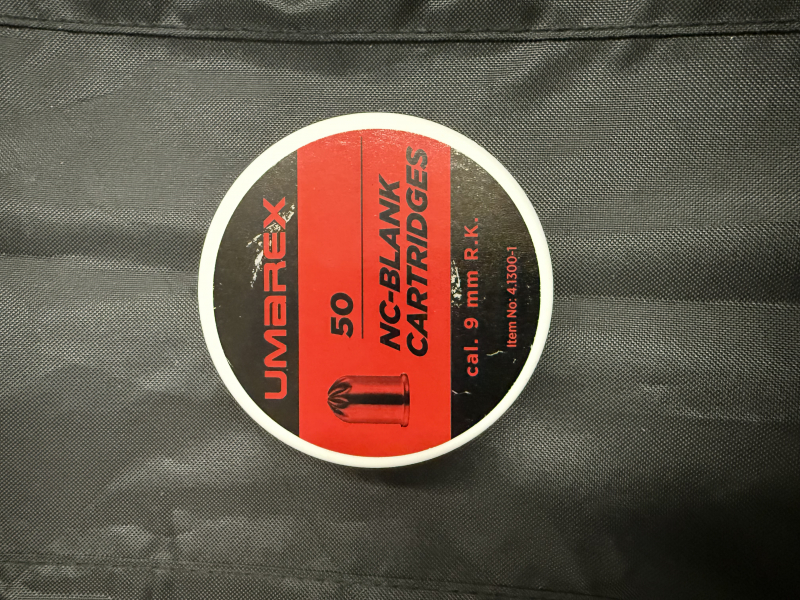 UMAREX
50
NC-BLANK
CARTRIDGES
cal. 9 mm R.K.
Item No: 4.1300-1